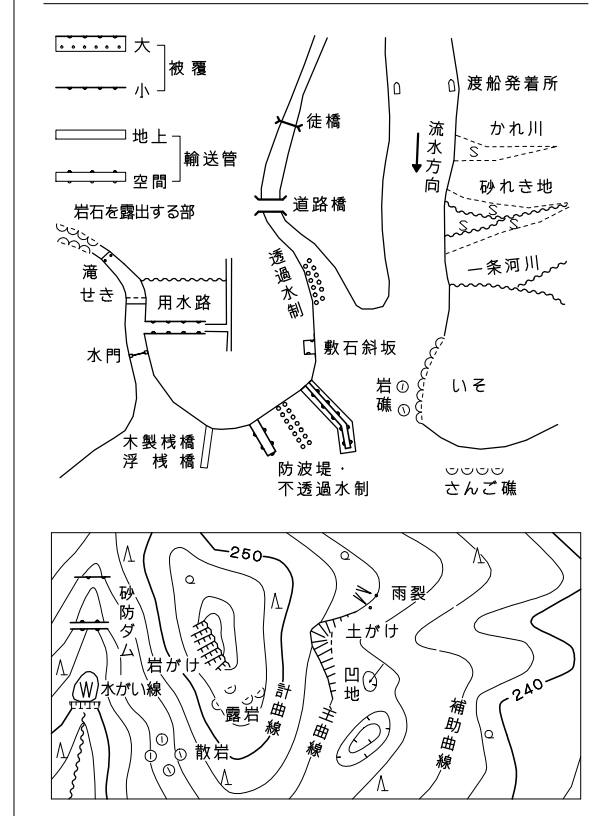 大
小
被覆
地上
空間
輸送管
岩石を露出する部
滝
せき
用水路
水門
徒橋
道路橋
透過水制
敷石斜坂
木製桟橋
浮桟橋
防波堤・
不透過水制
渡船発着所
流水方向
かれ川
砂れき地
一条河川
岩礁
いそ
さんご礁
250
砂防ダム
水がい線
W
岩がけ
露岩
散岩
計曲線
主曲線
雨裂
土がけ
凹地
補助曲線
240